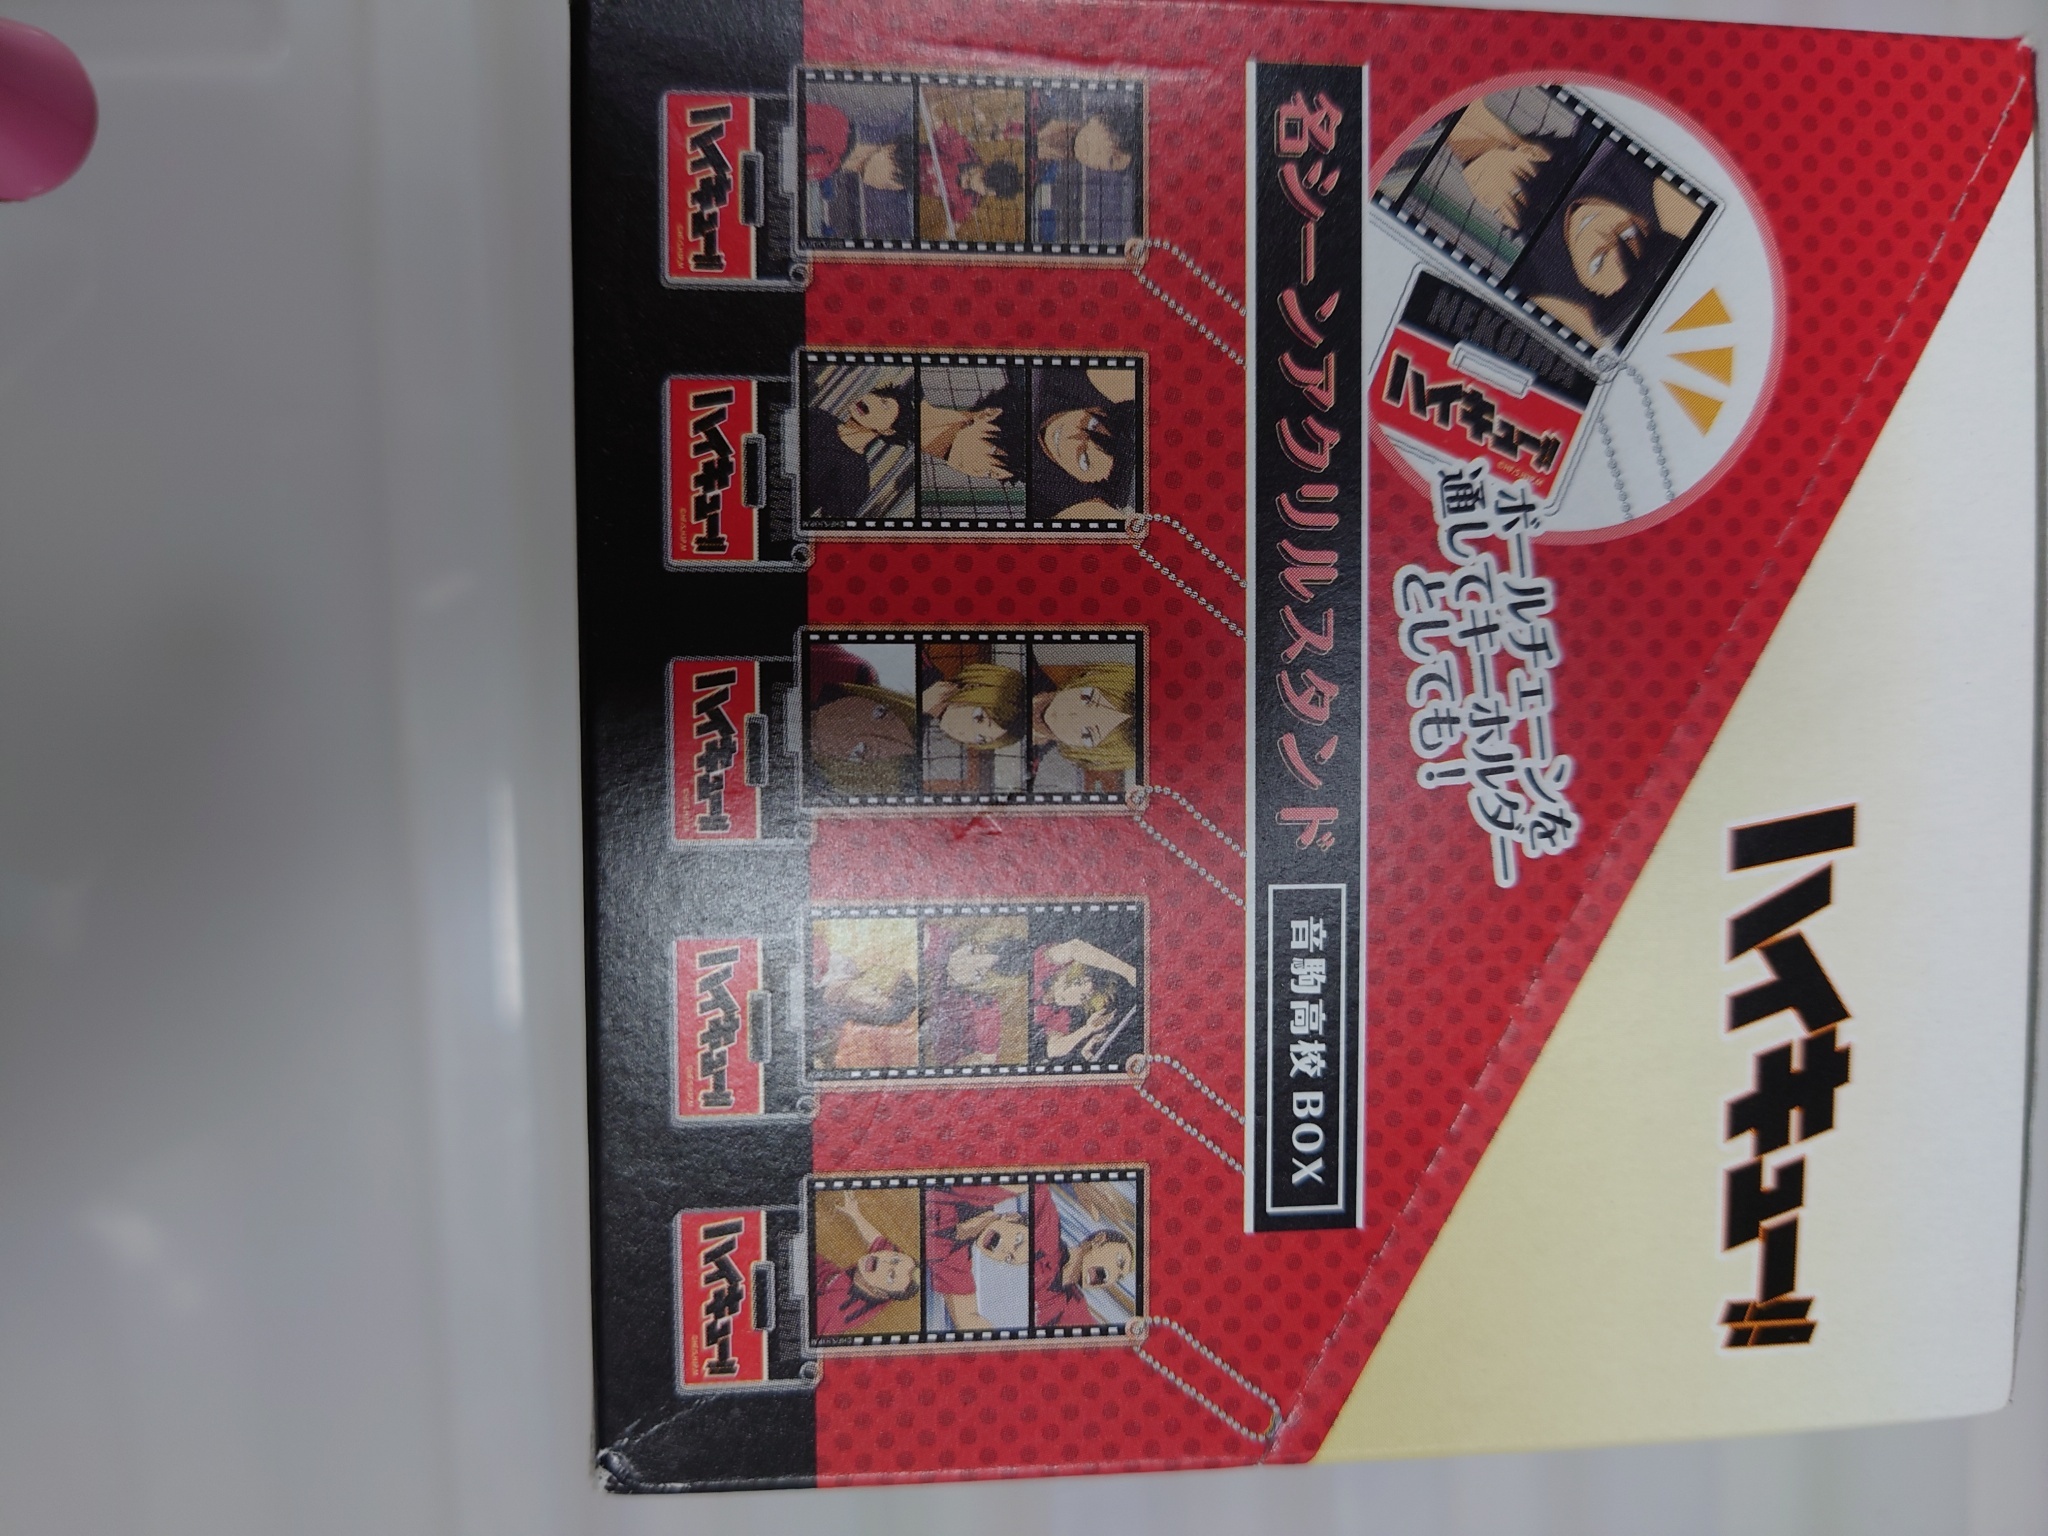 ハイキュー!!
NEKOMA
ハイキュー!!
ボールチェーンを
通してキーホルダー
としても!
名シーンアクリルスタンド
音駒高校 BOX
ハイキュー!!
ハイキュー!!
ハイキュー!!
ハイキュー!!
ハイキュー!!